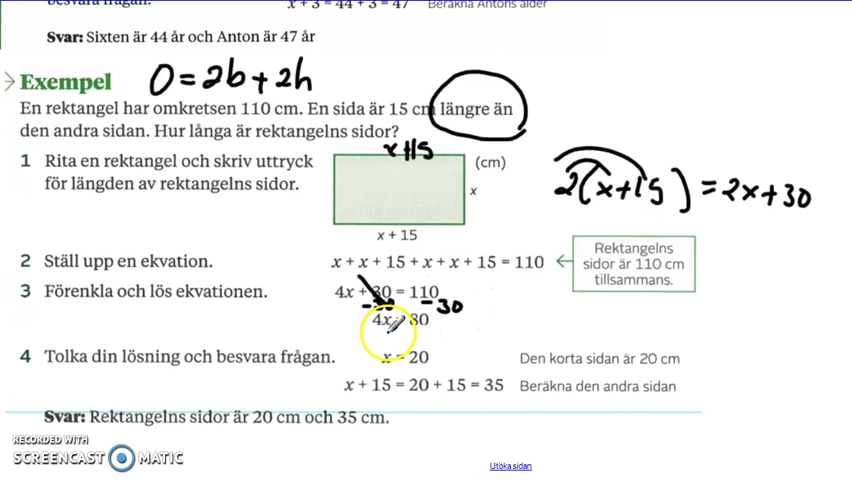 besvara frågan.
x + 3 = 44 + 3 = 47 Beräkna Antons ålder
Svar: Sixten är 44 år och Anton är 47 år
Exempel O=2b+2h
En rektangel har omkretsen 110 cm. En sida är 15 cm längre än
den andra sidan. Hur långa är rektangelns sidor?
1 Rita en rektangel och skriv uttryck
för längden av rektangelns sidor.
x+15
(cm)
x
x + 15
2(x+15)=2x+30
2 Ställ upp en ekvation.
x + x + 15 + x + x + 15 = 110
Rektangelns
sidor är 110 cm
tillsammans.
3 Förenkla och lös ekvationen.
4x + 30 = 110
-30 -30
4x = 80
4 Tolka din lösning och besvara frågan.
x = 20 Den korta sidan är 20 cm
x + 15 = 20 + 15 = 35 Beräkna den andra sidan
Svar: Rektangelns sidor är 20 cm och 35 cm.
RECORDED WITH
SCREENCAST MATIC
Utöka sidan